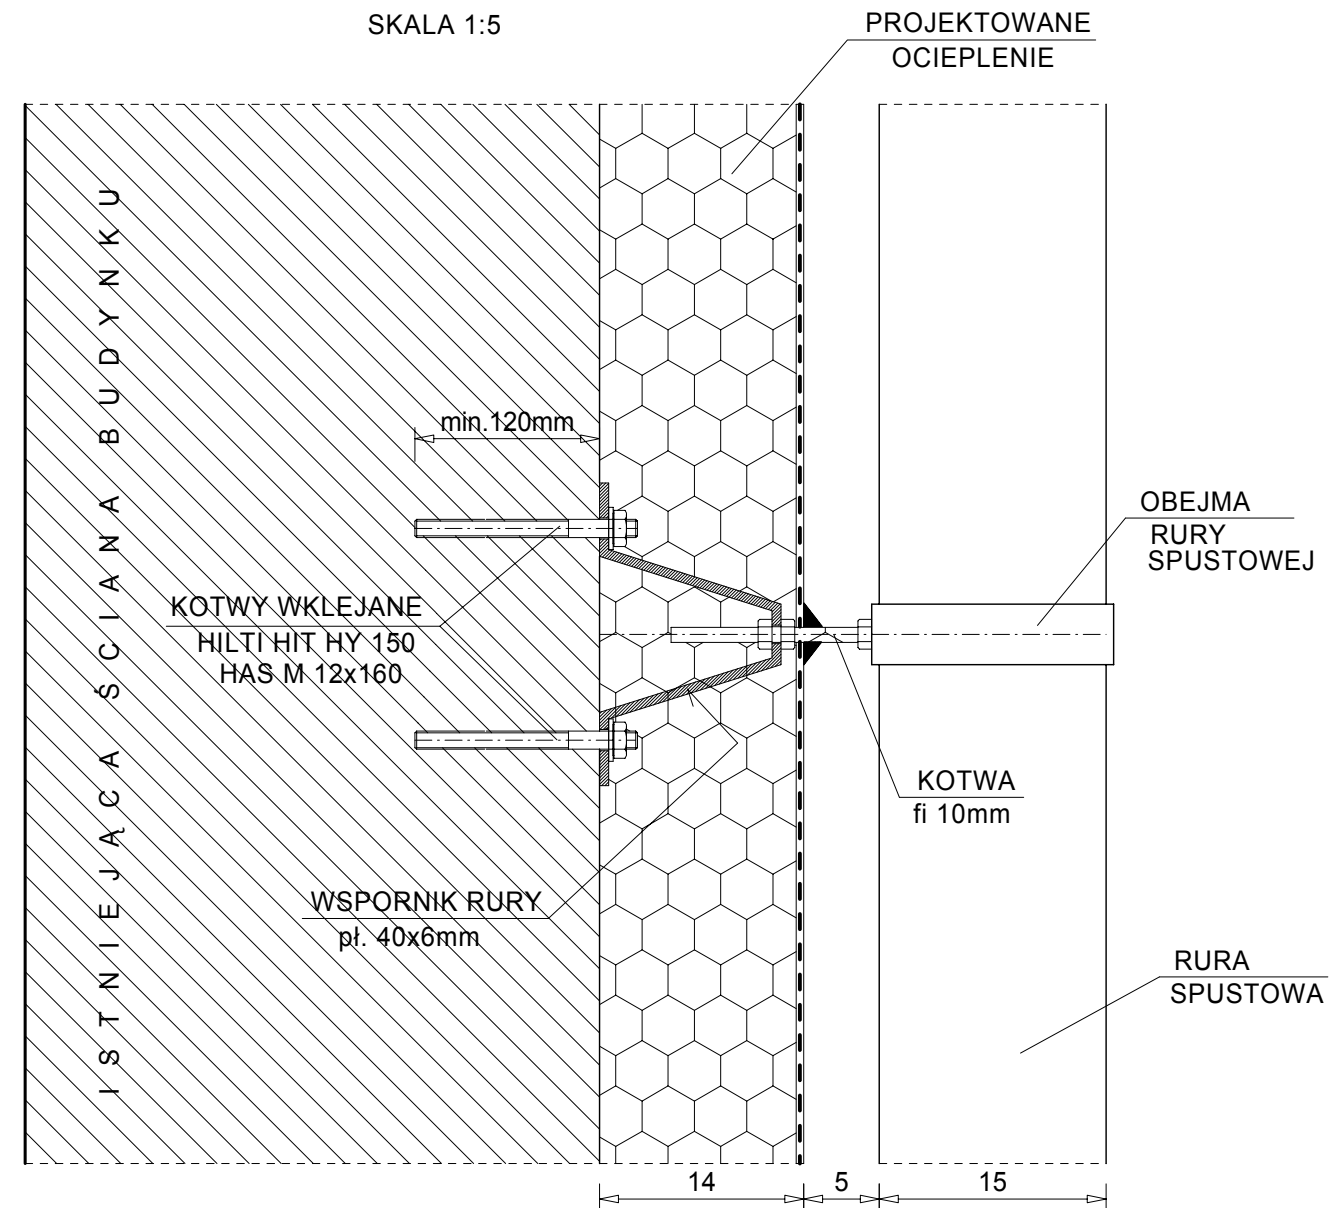 SKALA 1:5
PROJEKTOWANE
OCIEPLENIE
ISTNIEJĄCA ŚCIANA BUDYNKU
min.120mm
OBEJMA
RURY
SPUSTOWEJ
KOTWY WKLEJANE
HILTI HIT HY 150
HAS M 12x160
KOTWA
fi 10mm
WSPORNIK RURY
pł. 40x6mm
RURA
SPUSTOWA
14
5
15